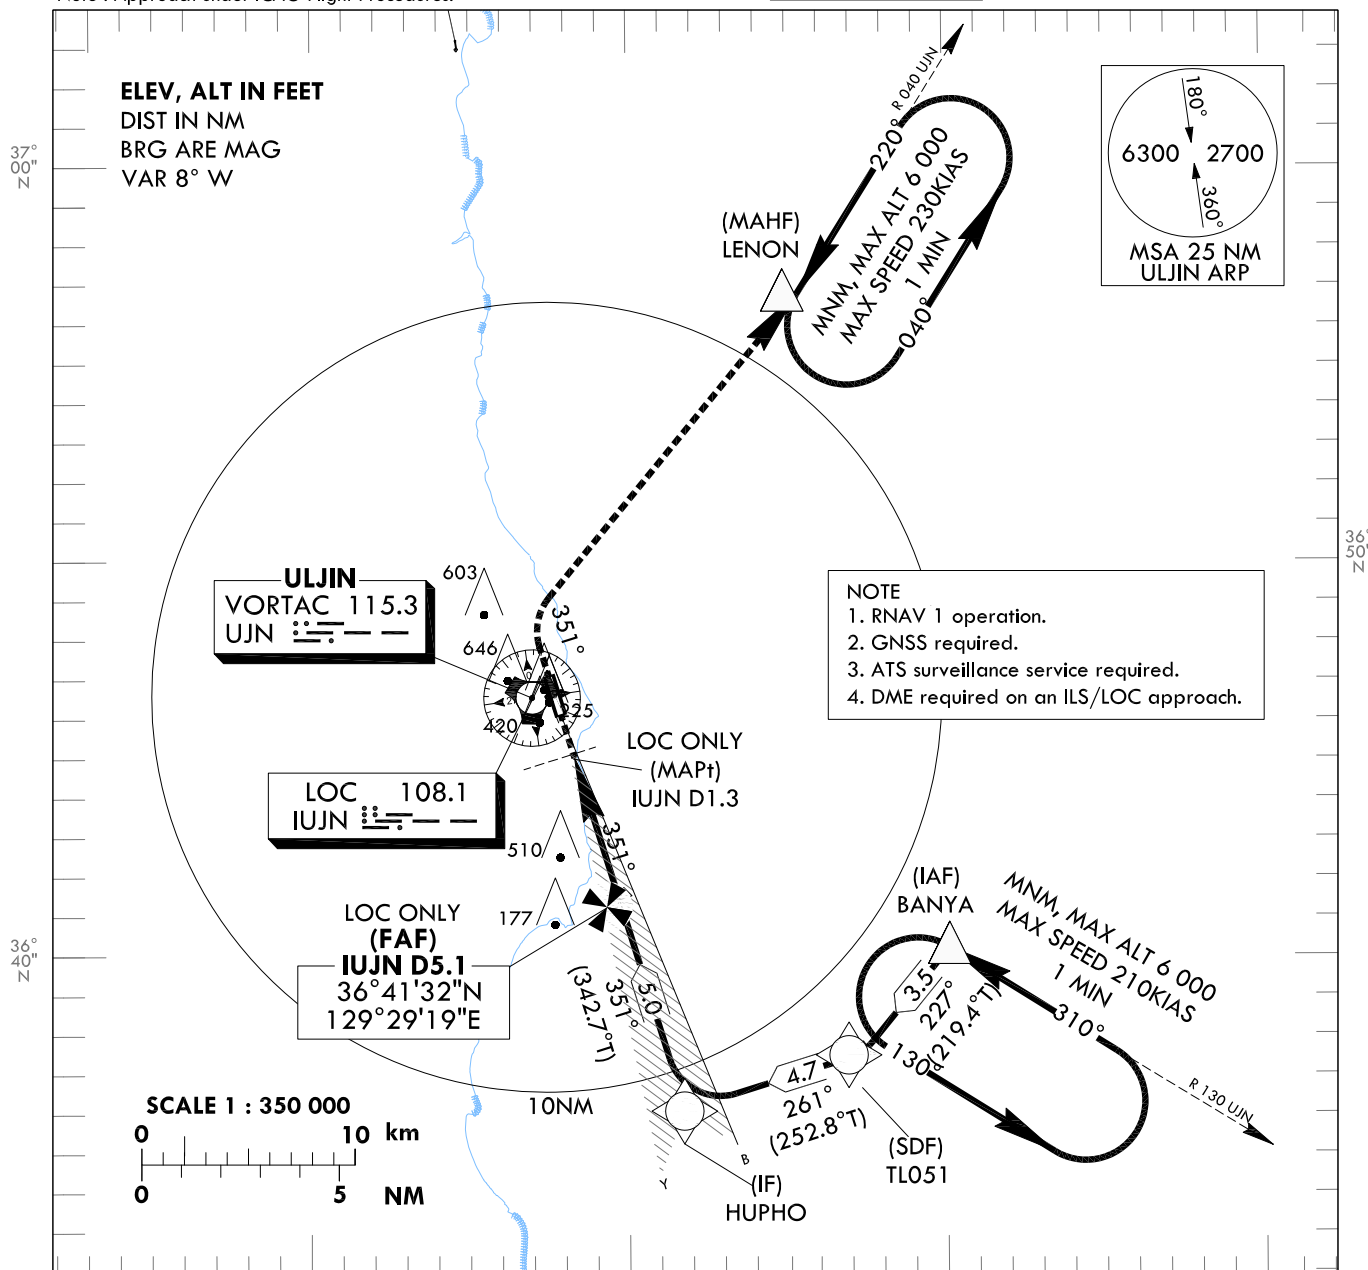 ELEV, ALT IN FEET
DIST IN NM
BRG ARE MAG
VAR 8° W
37°
00"
N
R 040 UJN
220°
MNM, MAX ALT 6 000
MAX SPEED 230KIAS
1 MIN
040°
(MAHF)
LENON
180°
6300 2700
360°
MSA 25 NM
ULJIN ARP
36°
50"
N
ULJIN
VORTAC 115.3
UJN
603
646
351°
420
225
NOTE
1. RNAV 1 operation.
2. GNSS required.
3. ATS surveillance service required.
4. DME required on an ILS/LOC approach.
LOC ONLY
(MAPt)
IUJN D1.3
LOC 108.1
IUJN
510
351°
177
LOC ONLY
(FAF)
IUJN D5.1
36°41'32"N
129°29'19"E
36°
40"
N
(IAF)
BANYA
MNM, MAX ALT 6 000
MAX SPEED 210KIAS
1 MIN
310°
130°
R 130 UJN
3.5
227°
(219.4°T)
5.0
351°
(342.7°T)
4.7
261°
(252.8°T)
(SDF)
TL051
10NM
B
Y
(IF)
HUPHO
SCALE 1 : 350 000
0 10 km
0 5 NM